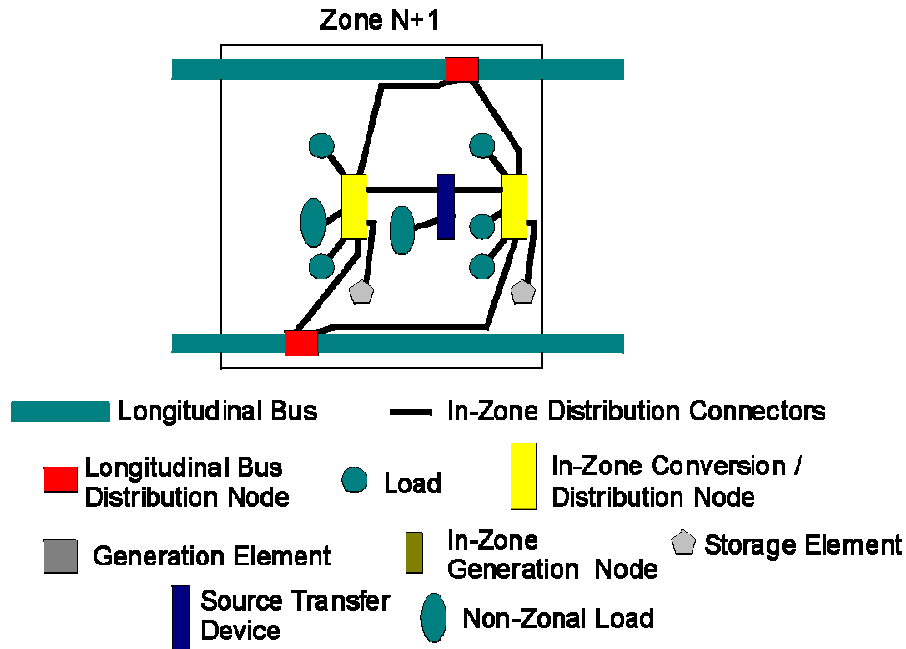 Zone N+1
Longitudinal Bus
In-Zone Distribution Connectors
Longitudinal Bus
Distribution Node
Load
In-Zone Conversion /
Distribution Node
Generation Element
In-Zone
Generation Node
Storage Element
Source Transfer
Device
Non-Zonal Load